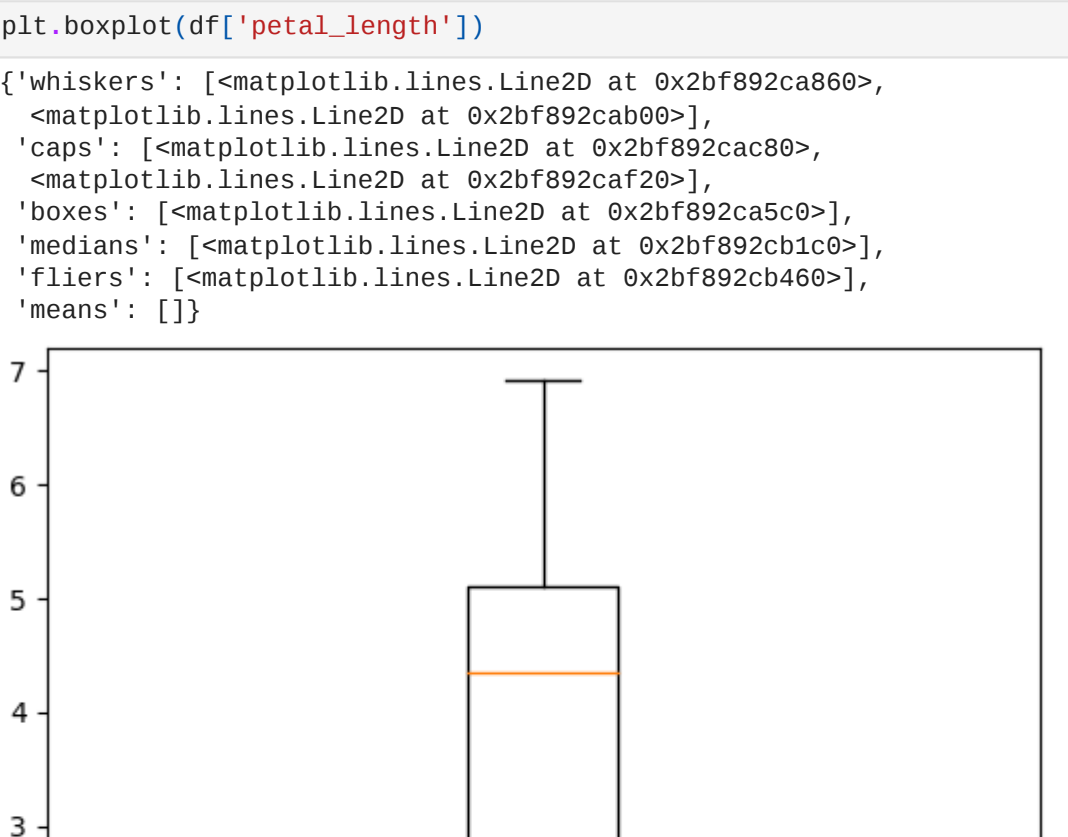 plt.boxplot(df['petal_length'])
{'whiskers': [<matplotlib.lines.Line2D at 0x2bf892ca860>,
  <matplotlib.lines.Line2D at 0x2bf892cab00>],
 'caps': [<matplotlib.lines.Line2D at 0x2bf892cac80>,
  <matplotlib.lines.Line2D at 0x2bf892caf20>],
 'boxes': [<matplotlib.lines.Line2D at 0x2bf892ca5c0>],
 'medians': [<matplotlib.lines.Line2D at 0x2bf892cb1c0>],
 'fliers': [<matplotlib.lines.Line2D at 0x2bf892cb460>],
 'means': []}
7
6
5
4
3